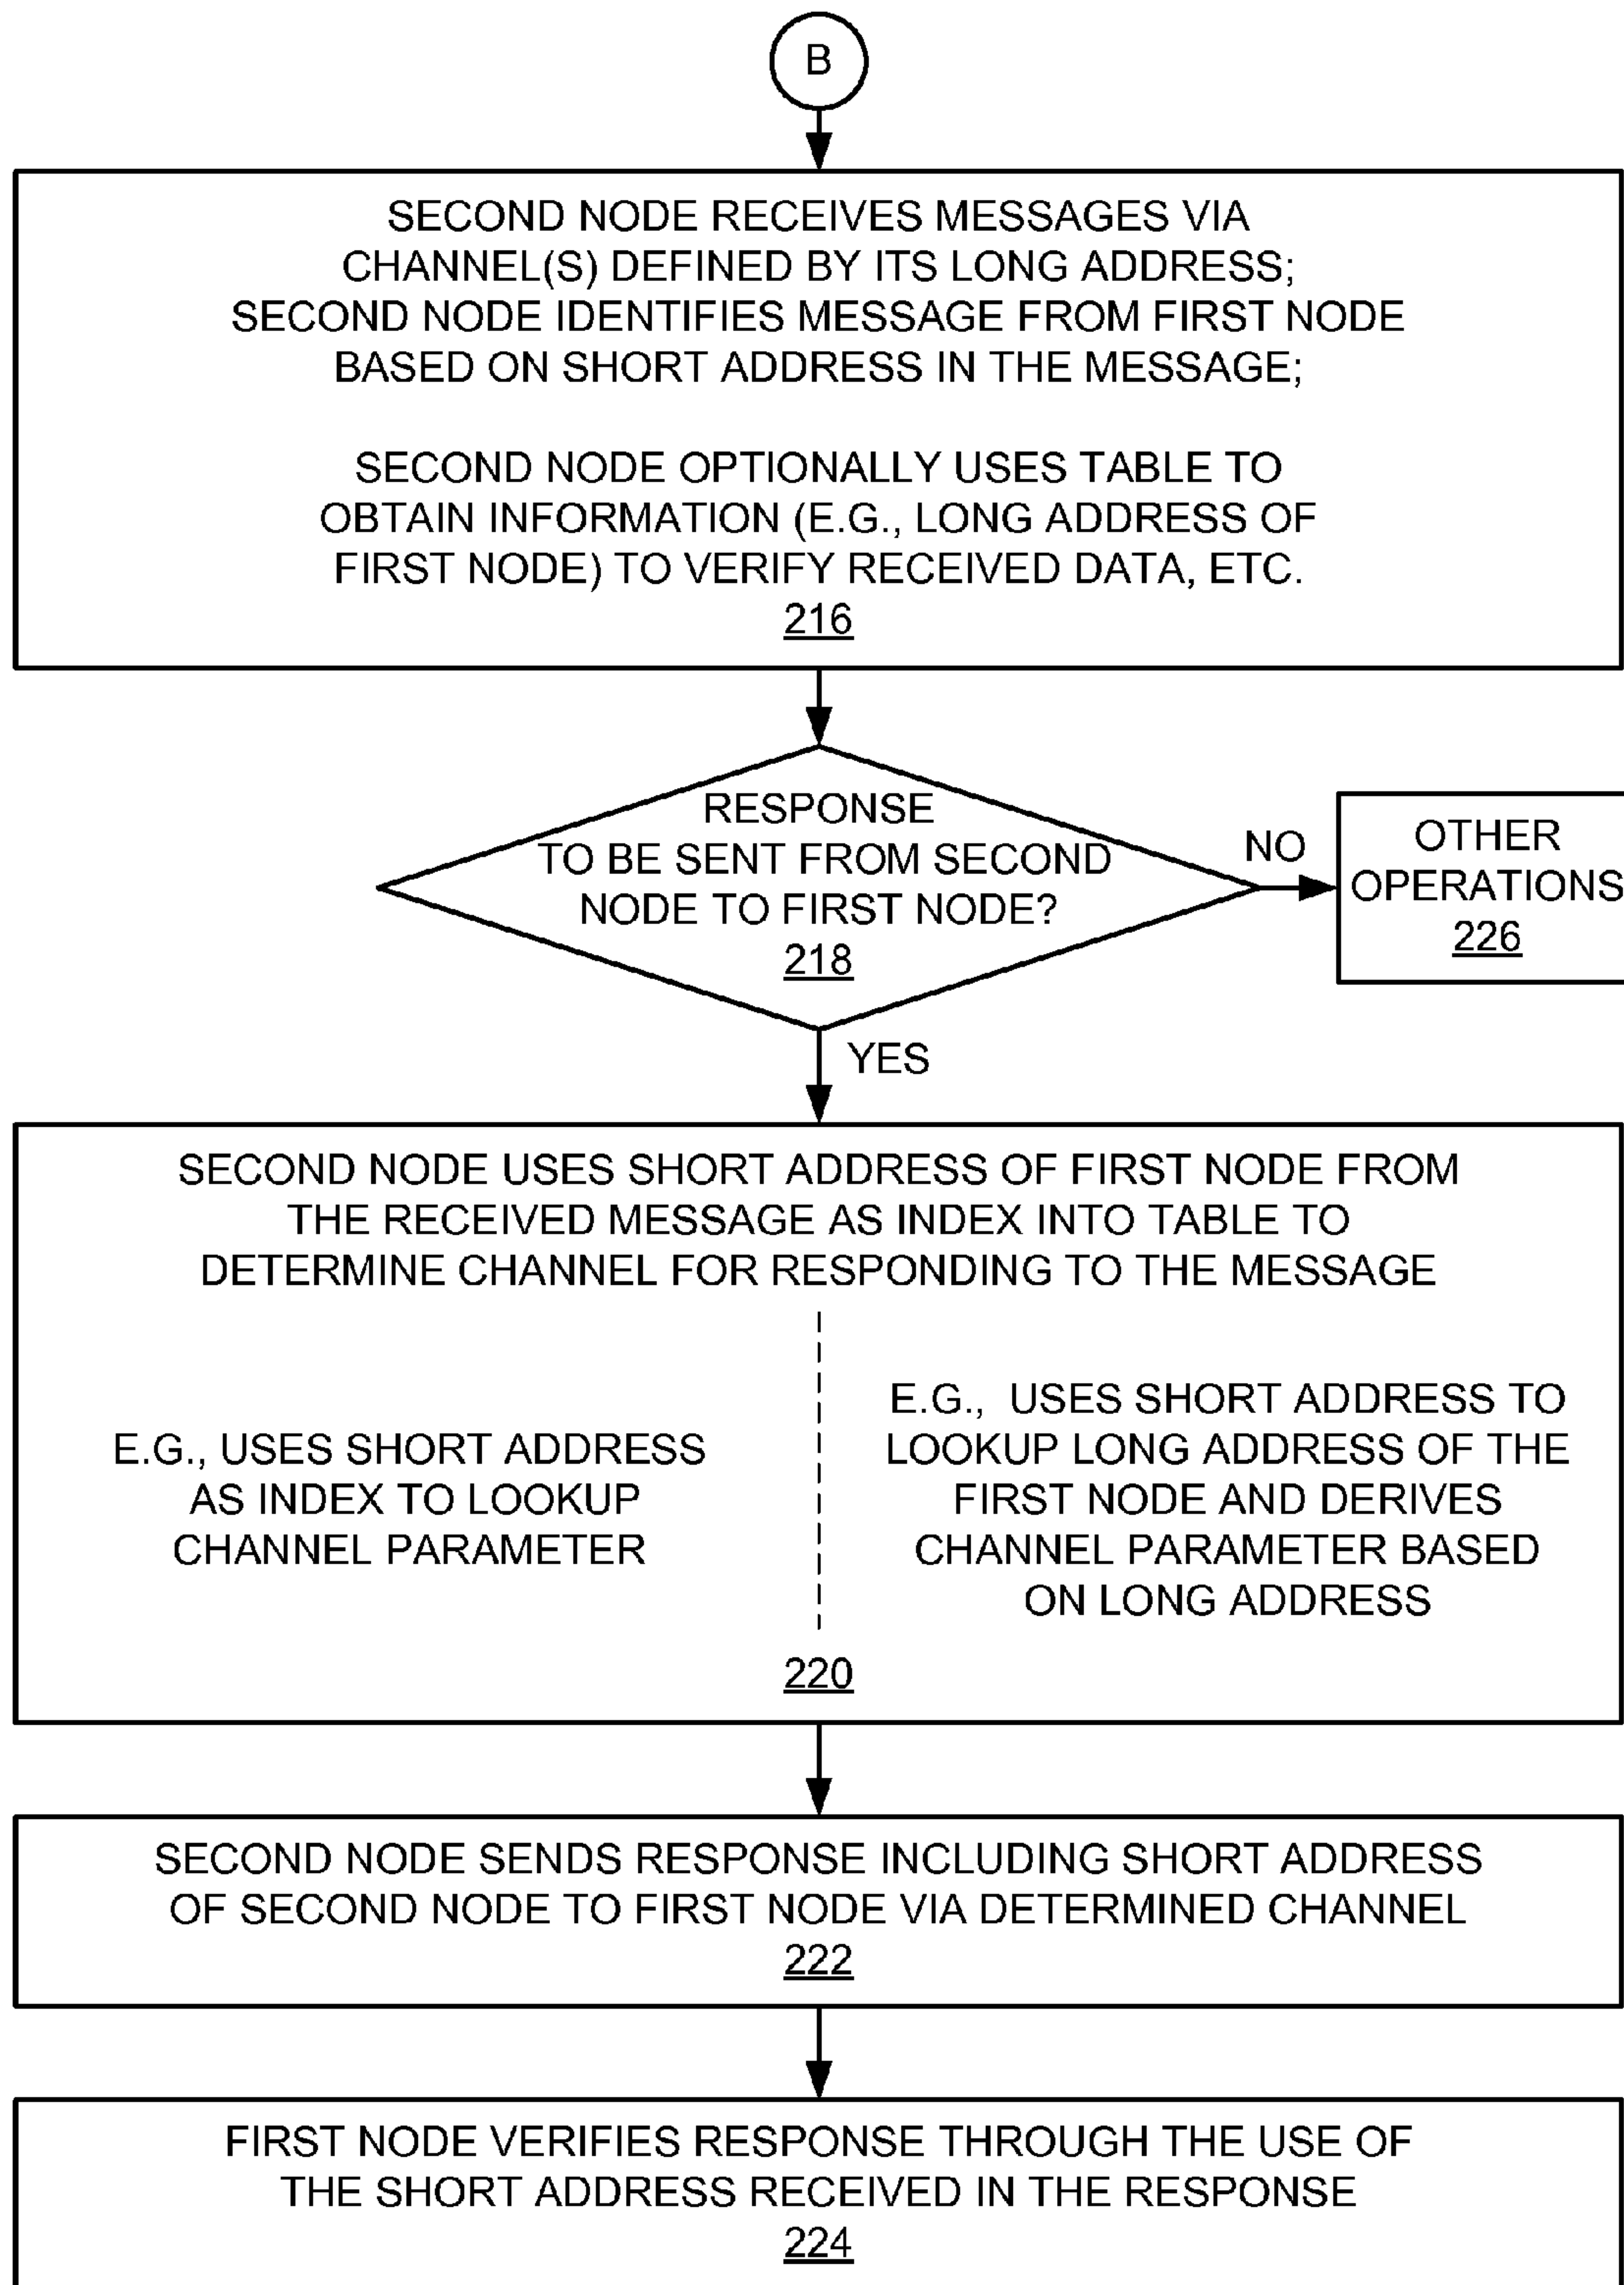 B
SECOND NODE RECEIVES MESSAGES VIA
CHANNEL(S) DEFINED BY ITS LONG ADDRESS;
SECOND NODE IDENTIFIES MESSAGE FROM FIRST NODE
BASED ON SHORT ADDRESS IN THE MESSAGE;
SECOND NODE OPTIONALLY USES TABLE TO
OBTAIN INFORMATION (E.G., LONG ADDRESS OF
FIRST NODE) TO VERIFY RECEIVED DATA, ETC.
216
RESPONSE
TO BE SENT FROM SECOND
NODE TO FIRST NODE?
218
NO
OTHER
OPERATIONS
226
YES
SECOND NODE USES SHORT ADDRESS OF FIRST NODE FROM
THE RECEIVED MESSAGE AS INDEX INTO TABLE TO
DETERMINE CHANNEL FOR RESPONDING TO THE MESSAGE
E.G., USES SHORT ADDRESS
AS INDEX TO LOOKUP
CHANNEL PARAMETER
E.G., USES SHORT ADDRESS TO
LOOKUP LONG ADDRESS OF THE
FIRST NODE AND DERIVES
CHANNEL PARAMETER BASED
ON LONG ADDRESS
220
SECOND NODE SENDS RESPONSE INCLUDING SHORT ADDRESS
OF SECOND NODE TO FIRST NODE VIA DETERMINED CHANNEL
222
FIRST NODE VERIFIES RESPONSE THROUGH THE USE OF
THE SHORT ADDRESS RECEIVED IN THE RESPONSE
224